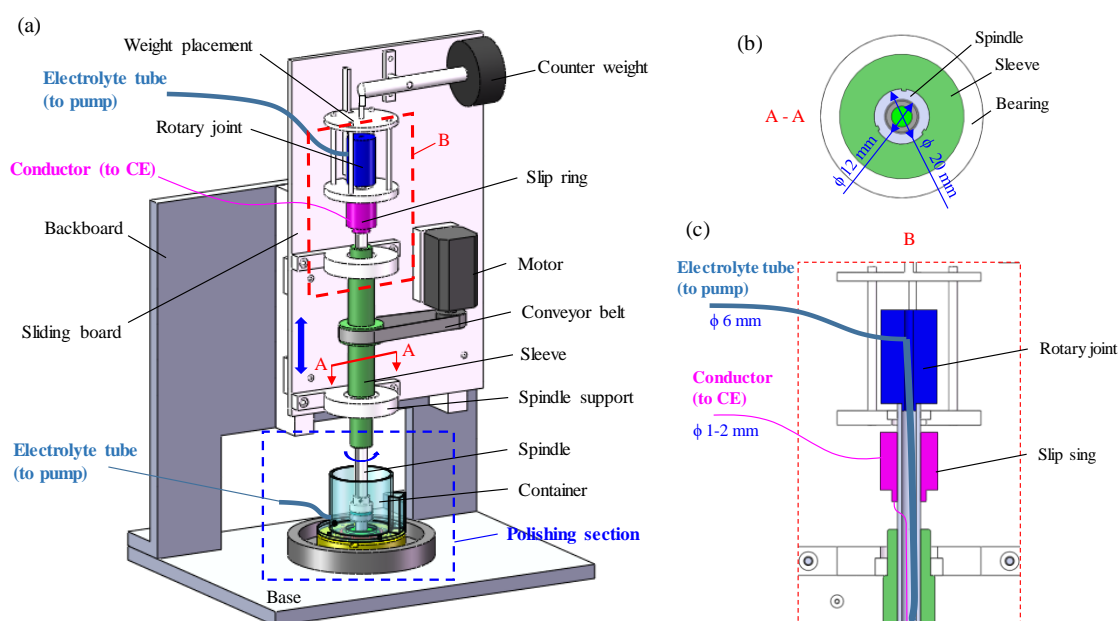 (a)
Weight placement
Electrolyte tube
(to pump)
Counter weight
Rotary joint
B
Conductor (to CE)
Slip ring
Backboard
Motor
Sliding board
Conveyor belt
A
A
Sleeve
Spindle support
Electrolyte tube
(to pump)
Spindle
Container
Polishing section
Base
(b)
Spindle
Sleeve
Bearing
A - A
ϕ 12 mm
ϕ 20 mm
(c)
B
Electrolyte tube
(to pump)
ϕ 6 mm
Rotary joint
Conductor
(to CE)
ϕ 1-2 mm
Slip sing